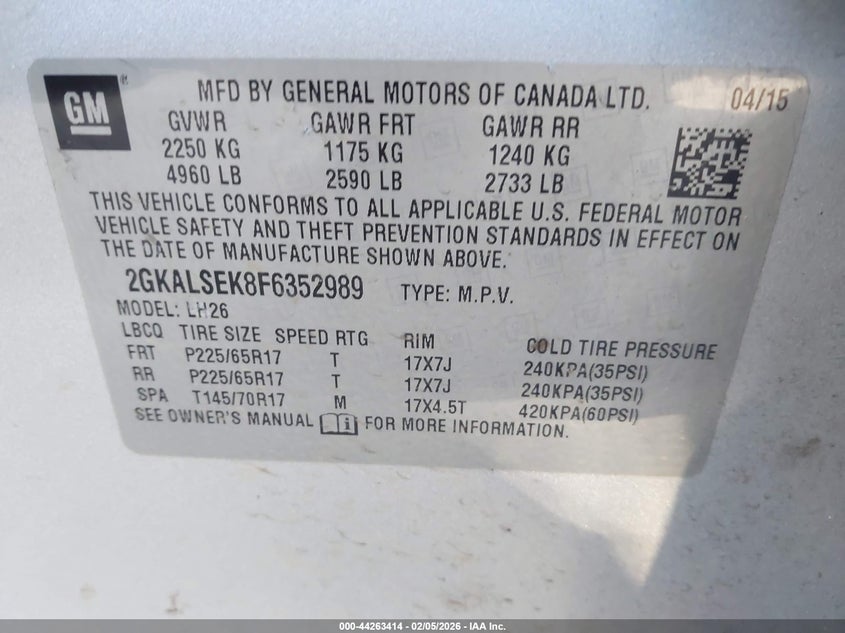 GM ®
MFD BY GENERAL MOTORS OF CANADA LTD. 04/15
GVWR GAWR FRT GAWR RR
2250 KG 1175 KG 1240 KG
4960 LB 2590 LB 2733 LB
THIS VEHICLE CONFORMS TO ALL APPLICABLE U.S. FEDERAL MOTOR
VEHICLE SAFETY AND THEFT PREVENTION STANDARDS IN EFFECT ON
THE DATE OF MANUFACTURE SHOWN ABOVE.
2GKALSEK8F6352989 TYPE: M.P.V.
MODEL: LH26
LBCQ TIRE SIZE SPEED RTG RIM COLD TIRE PRESSURE
FRT P225/65R17 T 17X7J 240KPA(35PSI)
RR P225/65R17 T 17X7J 240KPA(35PSI)
SPA T145/70R17 M 17X4.5T 420KPA(60PSI)
SEE OWNER'S MANUAL FOR MORE INFORMATION.
000-44263414 - 02/05/2026 - IAA Inc.